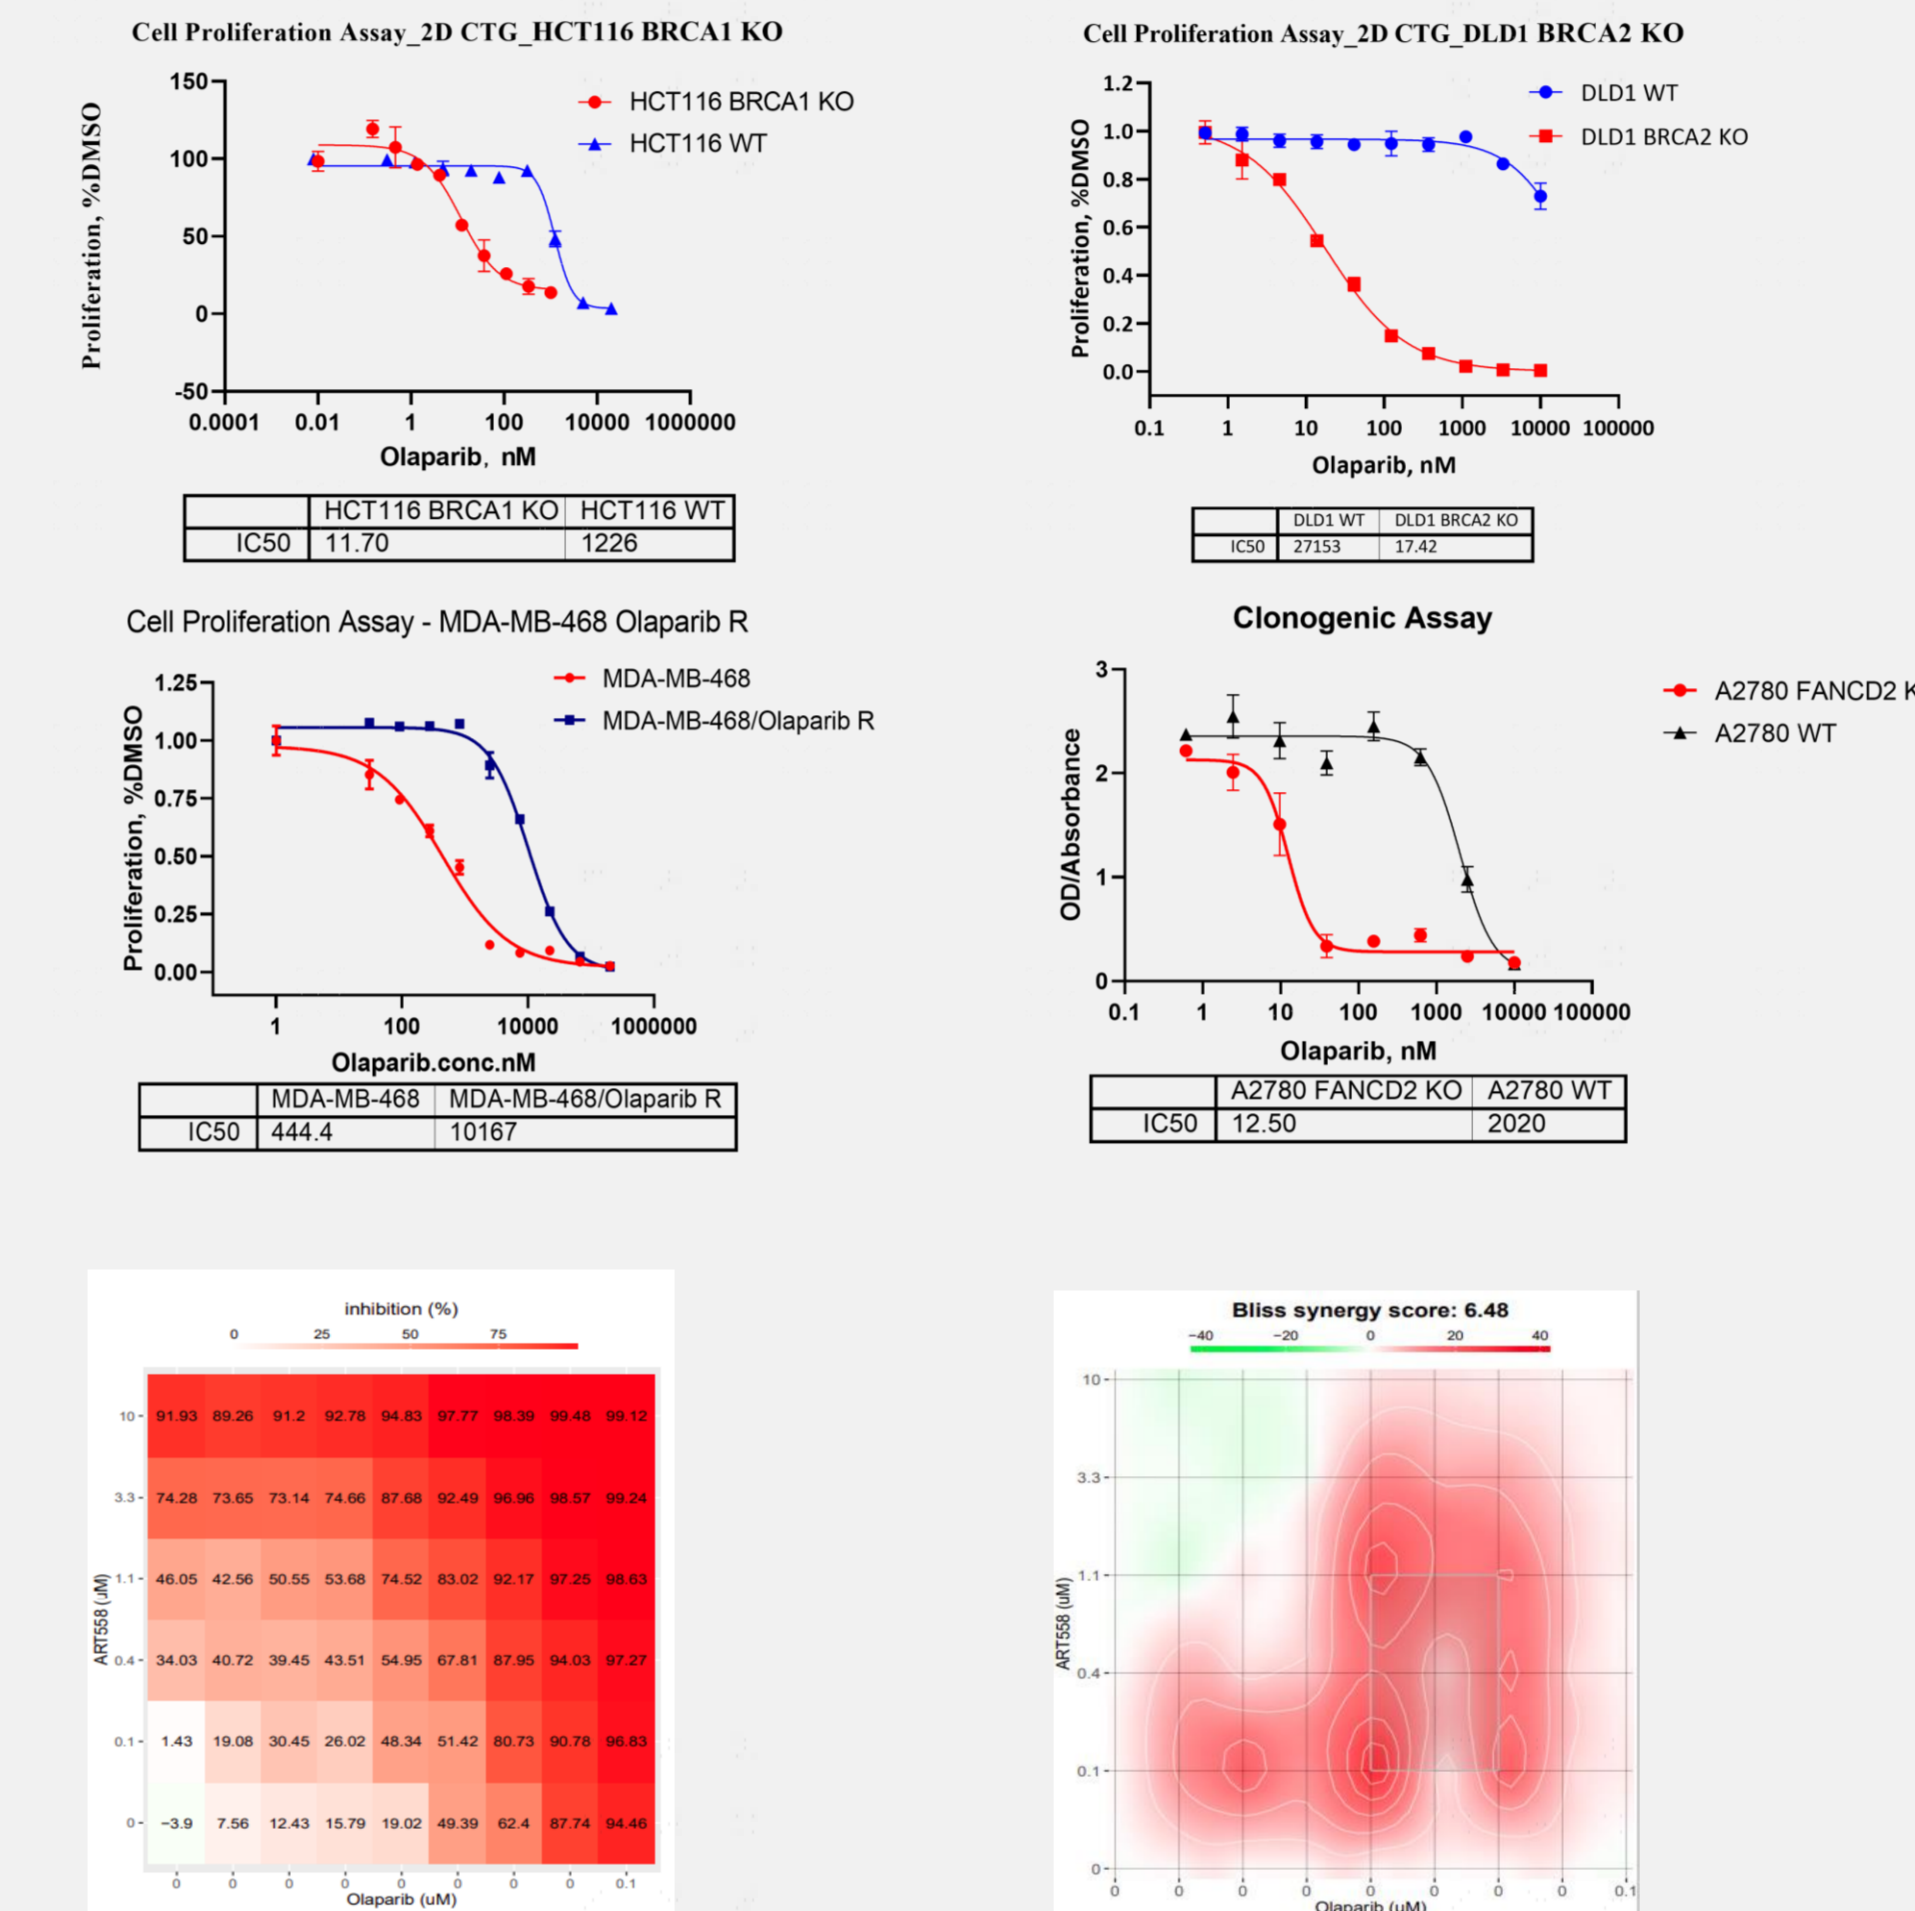 Cell Proliferation Assay_2D CTG_HCT116 BRCA1 KO
150
100
50
0
-50
Proliferation, %DMSO
HCT116 BRCA1 KO
HCT116 WT
0.0001 0.01 1 100 10000 1000000
Olaparib, nM
HCT116 BRCA1 KO HCT116 WT
IC50 11.70 1226
Cell Proliferation Assay_2D CTG_DLD1 BRCA2 KO
1.2
1.0
0.8
0.6
0.4
0.2
0.0
Proliferation, %DMSO
DLD1 WT
DLD1 BRCA2 KO
0.1 1 10 100 1000 10000 100000
Olaparib, nM
DLD1 WT DLD1 BRCA2 KO
IC50 27153 17.42
Cell Proliferation Assay - MDA-MB-468 Olaparib R
1.25
1.00
0.75
0.50
0.25
0.00
Proliferation, %DMSO
MDA-MB-468
MDA-MB-468/Olaparib R
1 100 10000 1000000
Olaparib.conc.nM
MDA-MB-468 MDA-MB-468/Olaparib R
IC50 444.4 10167
Clonogenic Assay
3
2
1
0
OD/Absorbance
A2780 FANCD2 K
A2780 WT
0.1 1 10 100 1000 10000 100000
Olaparib, nM
A2780 FANCD2 KO A2780 WT
IC50 12.50 2020
inhibition (%)
0 25 50 75
10 91.93 89.26 91.2 92.78 94.83 97.77 98.39 99.48 99.12
3.3 74.28 73.65 73.14 74.66 87.68 92.49 96.96 98.57 99.24
1.1 46.05 42.56 50.55 53.68 74.52 83.02 92.17 97.25 98.63
0.4 34.03 40.72 39.45 43.51 54.95 67.81 87.95 94.03 97.27
0.1 1.43 19.08 30.45 26.02 48.34 51.42 80.73 90.78 96.83
0 −3.9 7.56 12.43 15.79 19.02 49.39 62.4 87.74 94.46
ART558 (uM)
0 0 0 0 0 0 0 0 0.1
Olaparib (uM)
Bliss synergy score: 6.48
−40 −20 0 20 40
10
3.3
1.1
0.4
0.1
0
ART558 (uM)
0 0 0 0 0 0 0 0 0.1
Olaparib (uM)